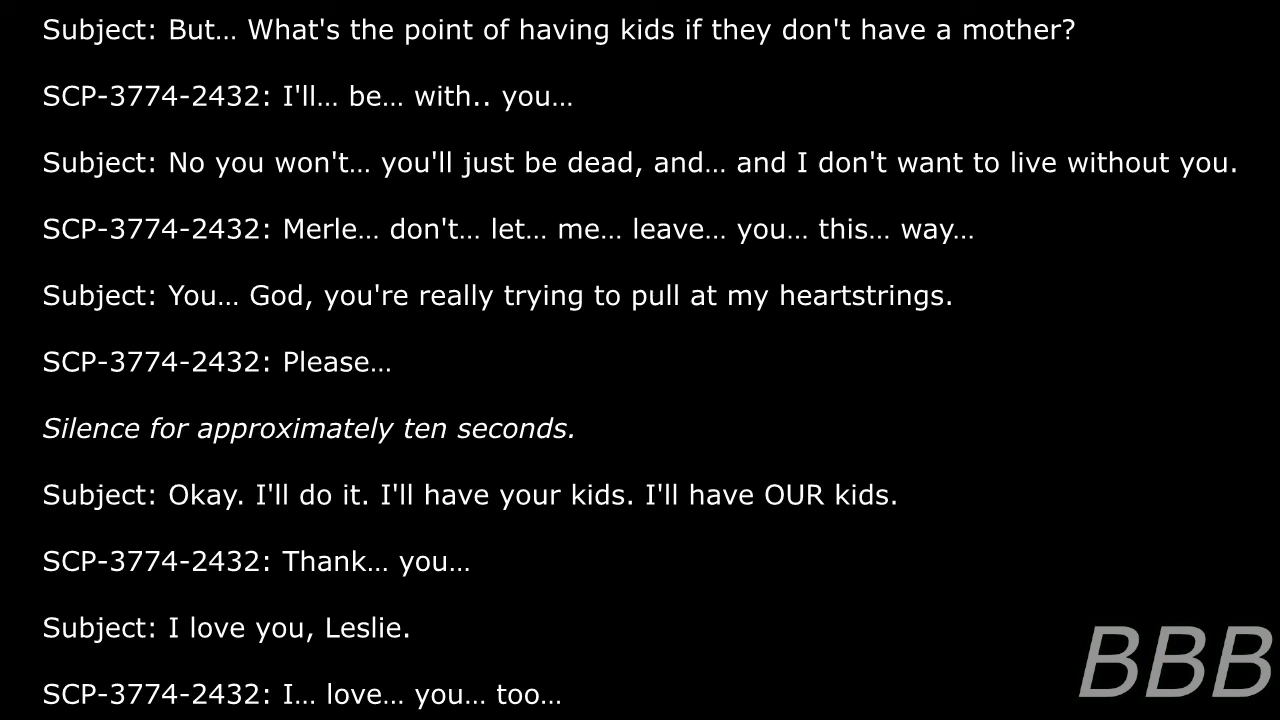 Subject: But… What's the point of having kids if they don't have a mother?
SCP-3774-2432: I'll… be… with.. you…
Subject: No you won't… you'll just be dead, and… and I don't want to live without you.
SCP-3774-2432: Merle… don't… let… me… leave… you… this… way…
Subject: You… God, you're really trying to pull at my heartstrings.
SCP-3774-2432: Please…
Silence for approximately ten seconds.
Subject: Okay. I'll do it. I'll have your kids. I'll have OUR kids.
SCP-3774-2432: Thank… you…
Subject: I love you, Leslie.
SCP-3774-2432: I… love… you… too…
BBB